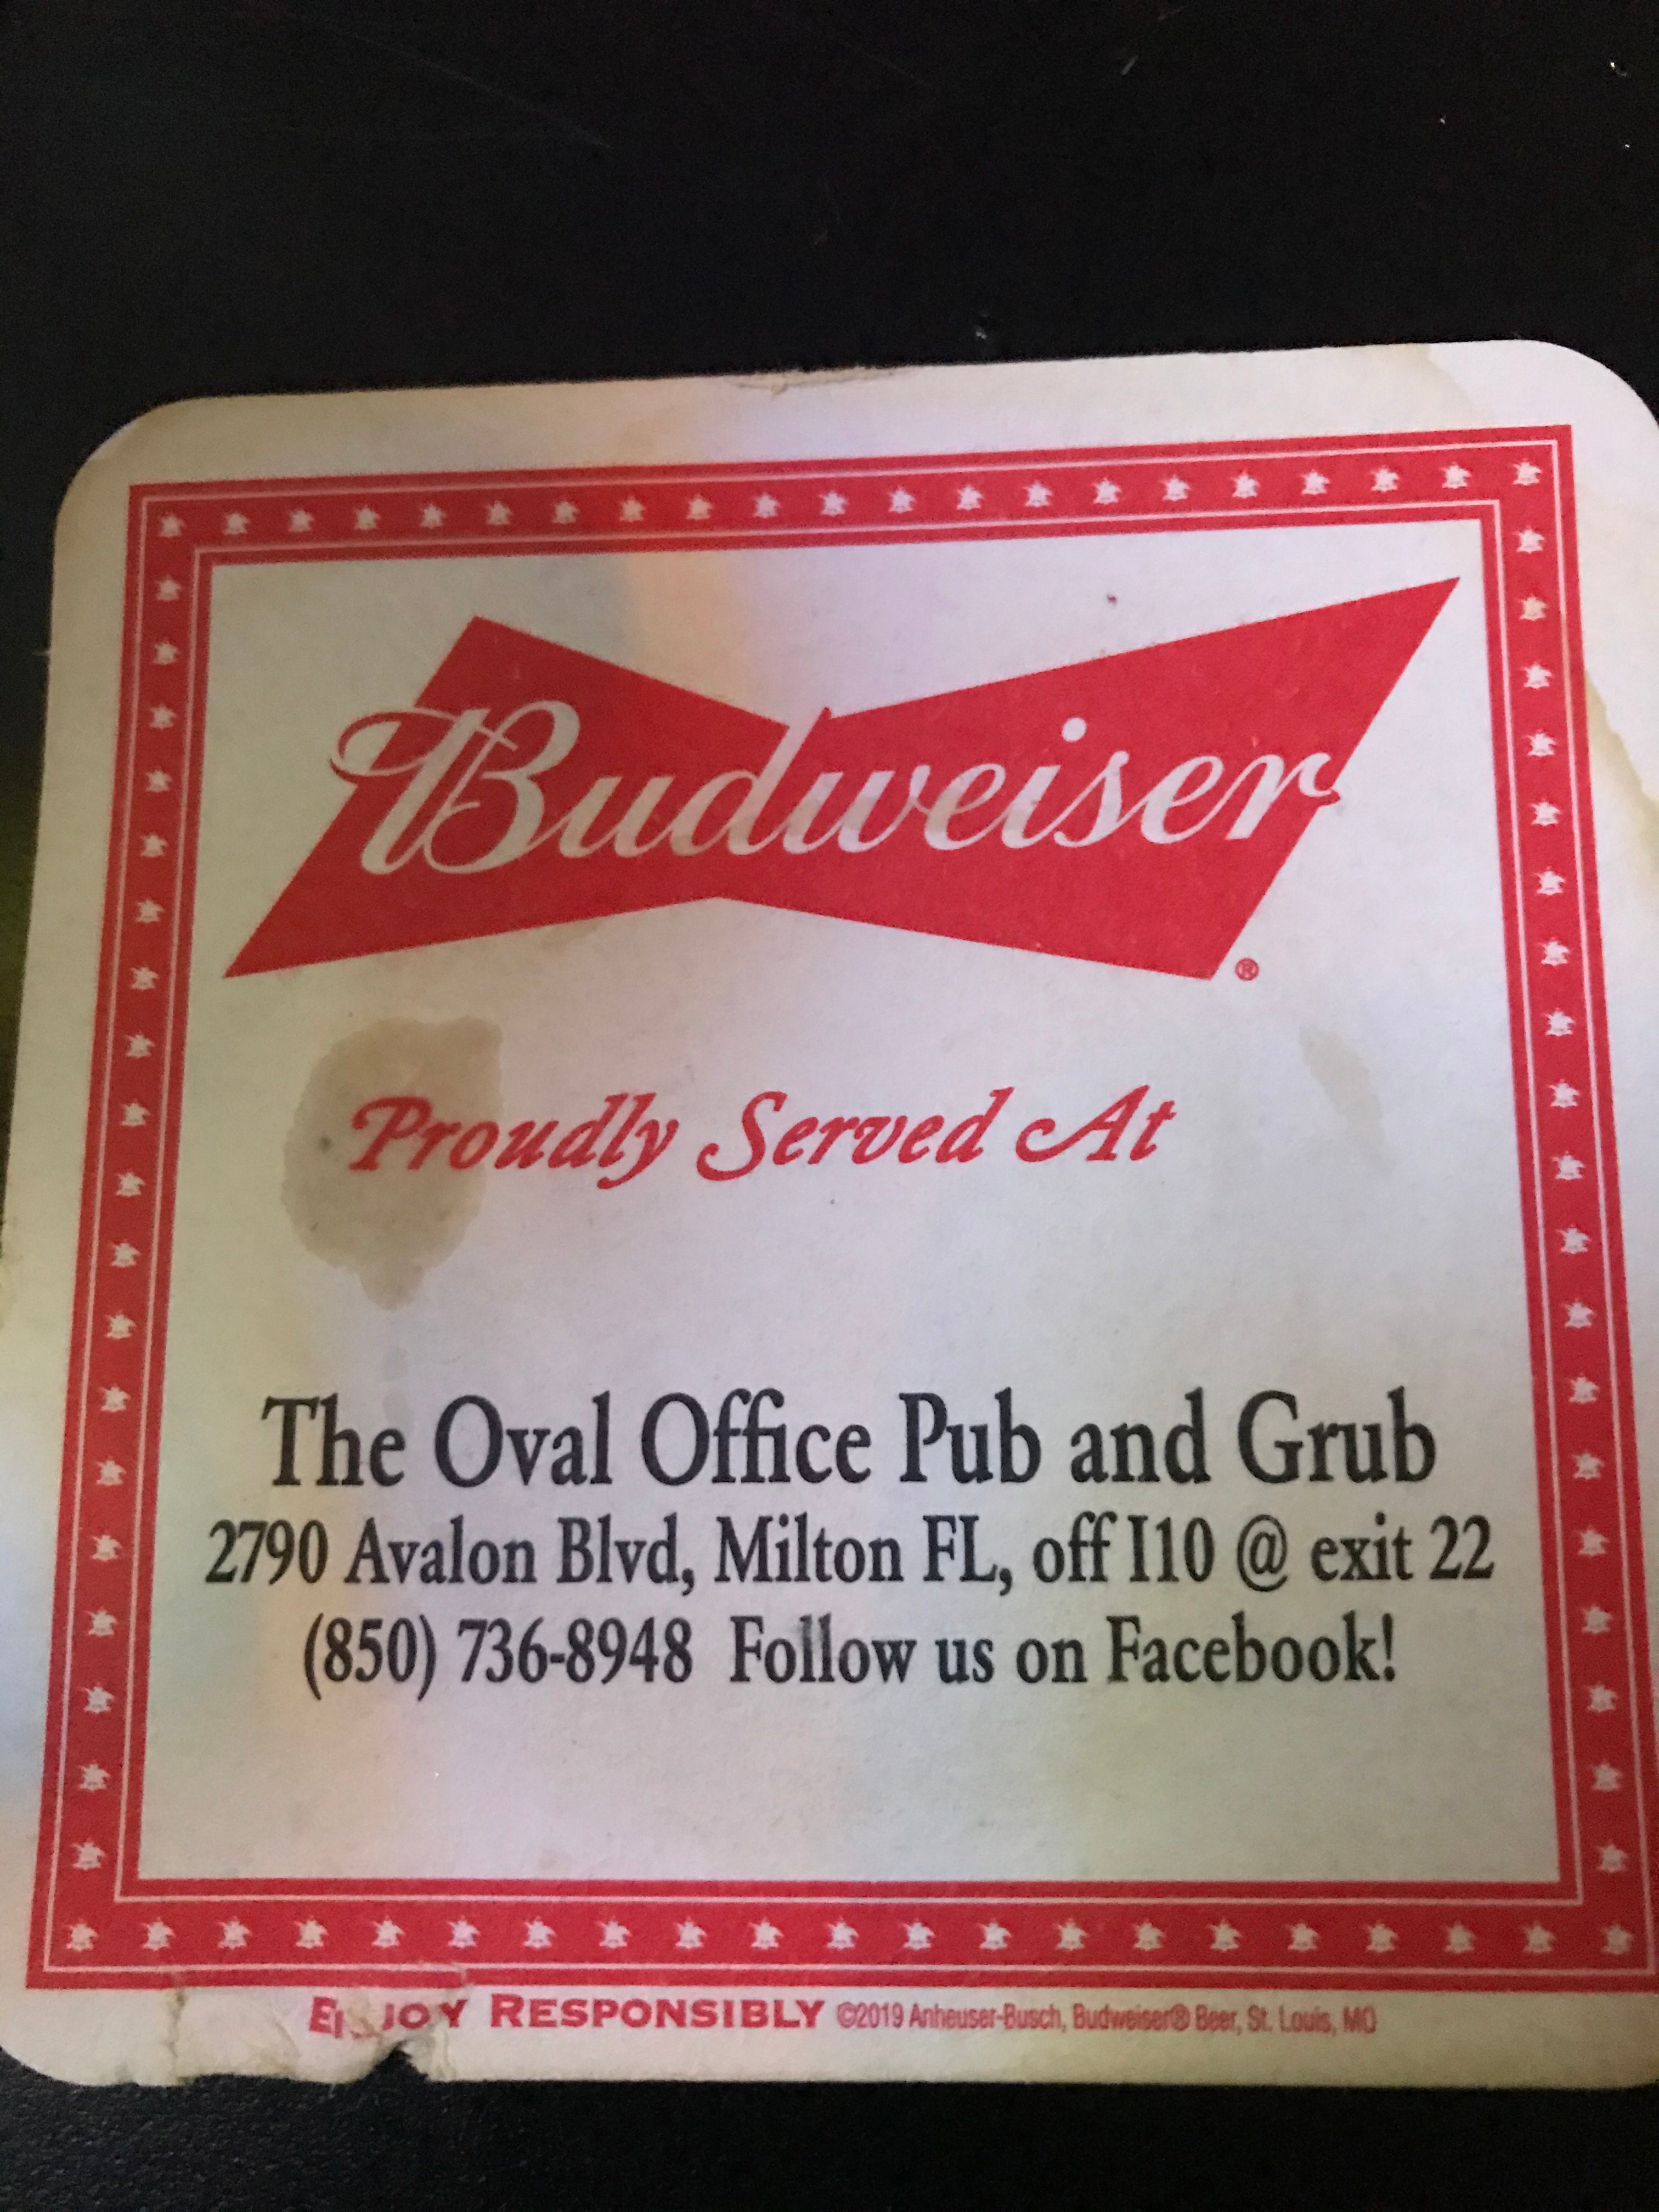 Budweiser®
Proudly Served At
The Oval Office Pub and Grub
2790 Avalon Blvd, Milton FL, off I10 @ exit 22
(850) 736-8948 Follow us on Facebook!
ENJOY RESPONSIBLY ©2019 Anheuser-Busch, Budweiser® Beer, St. Louis, MO